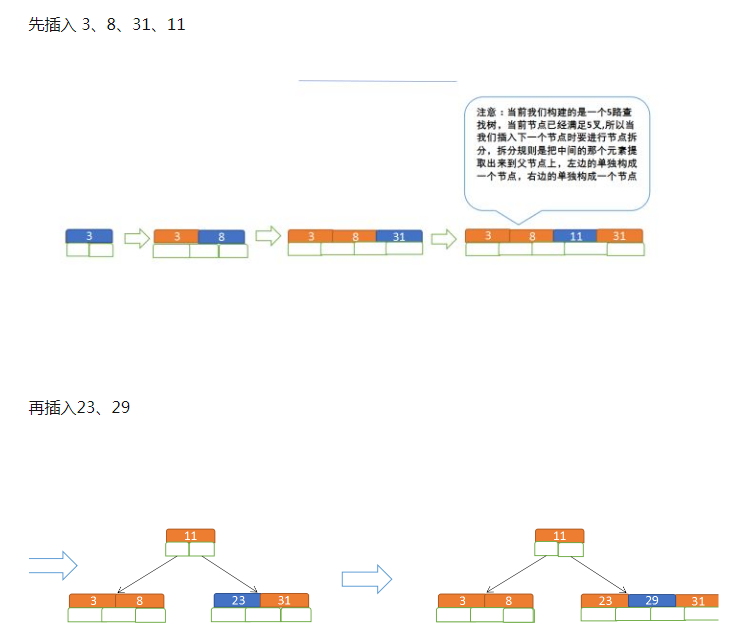 先插入 3、8、31、11
注意：当前我们构建的是一个5路查
找树，当前节点已经满足5叉,所以当
我们插入下一个节点时要进行节点拆
分，拆分规则是把中间的那个元素提
取出来到父节点上，左边的单独构成
一个节点，右边的单独构成一个节点
3 3 8 3 8 31 3 8 11 31
再插入23、29
11 11
3 8 23 31 3 8 23 29 31